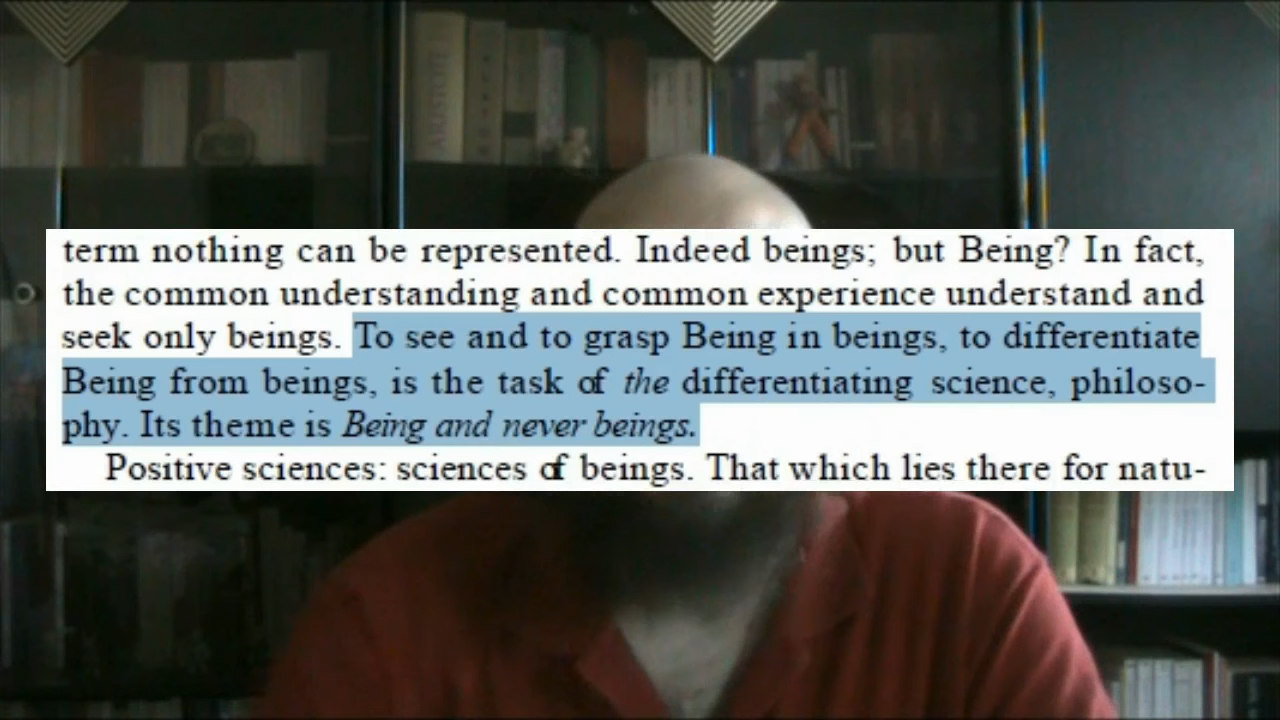 ARISTOTE
term nothing can be represented. Indeed beings; but Being? In fact,
the common understanding and common experience understand and
seek only beings. To see and to grasp Being in beings, to differentiate
Being from beings, is the task of the differentiating science, philoso-
phy. Its theme is Being and never beings.
Positive sciences: sciences of beings. That which lies there for natu-